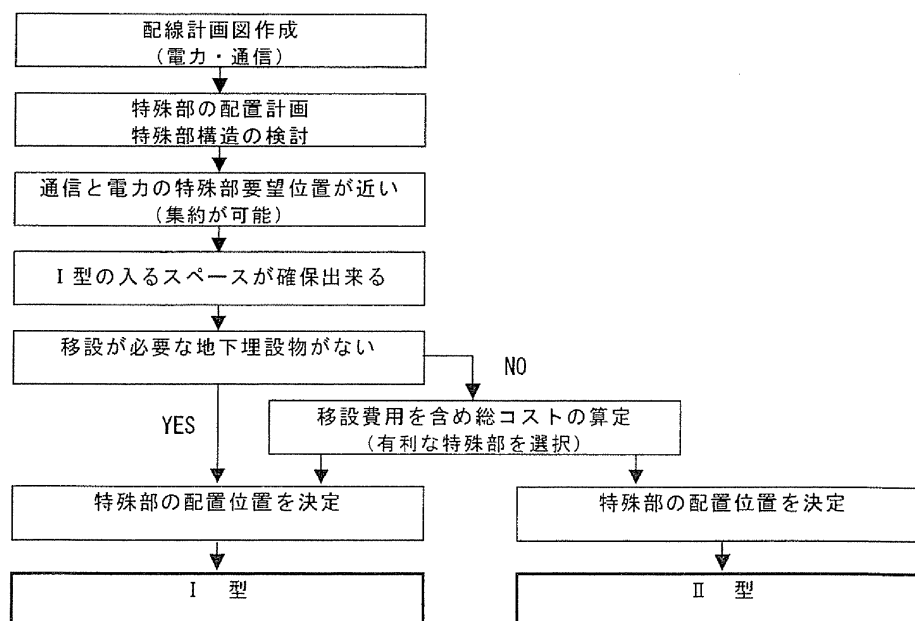 配線計画図作成
(電力・通信)
特殊部の配置計画
特殊部構造の検討
通信と電力の特殊部要望位置が近い
(集約が可能)
Ⅰ型の入るスペースが確保出来る
移設が必要な地下埋設物がない
NO
YES
移設費用を含め総コストの算定
(有利な特殊部を選択)
特殊部の配置位置を決定
特殊部の配置位置を決定
Ⅰ 型
Ⅱ 型